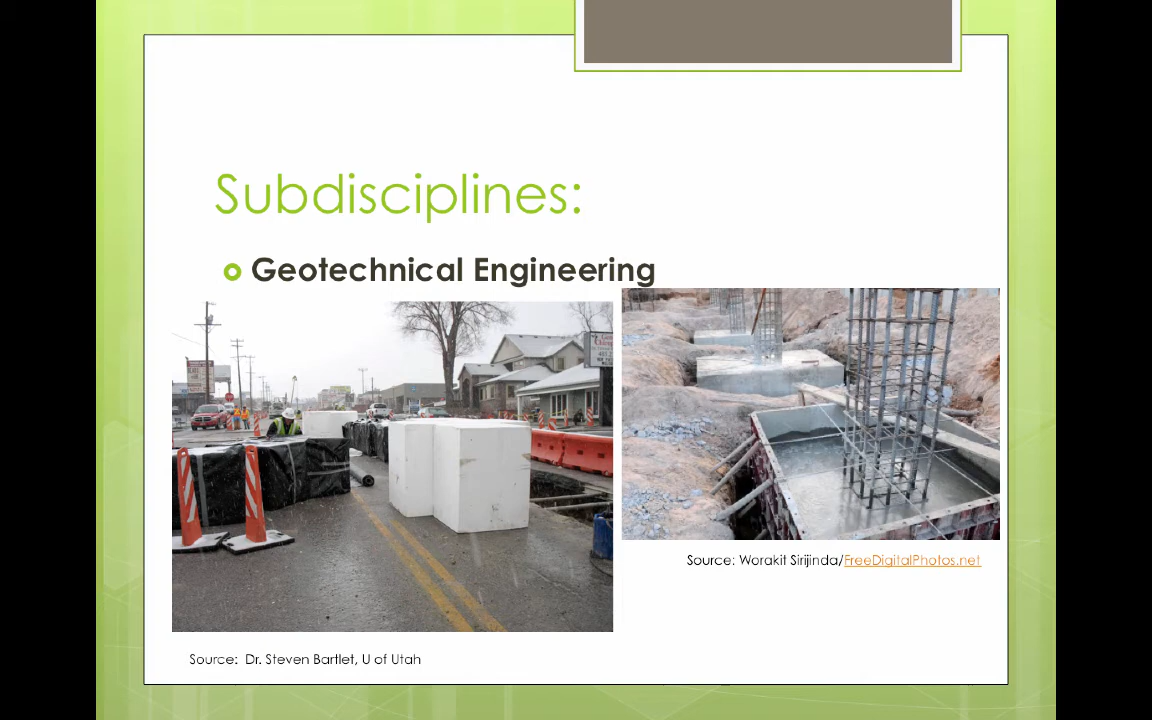 Subdisciplines:
Geotechnical Engineering
Source: Worakit Sirijinda/FreeDigitalPhotos.net
Source: Dr. Steven Bartlet, U of Utah